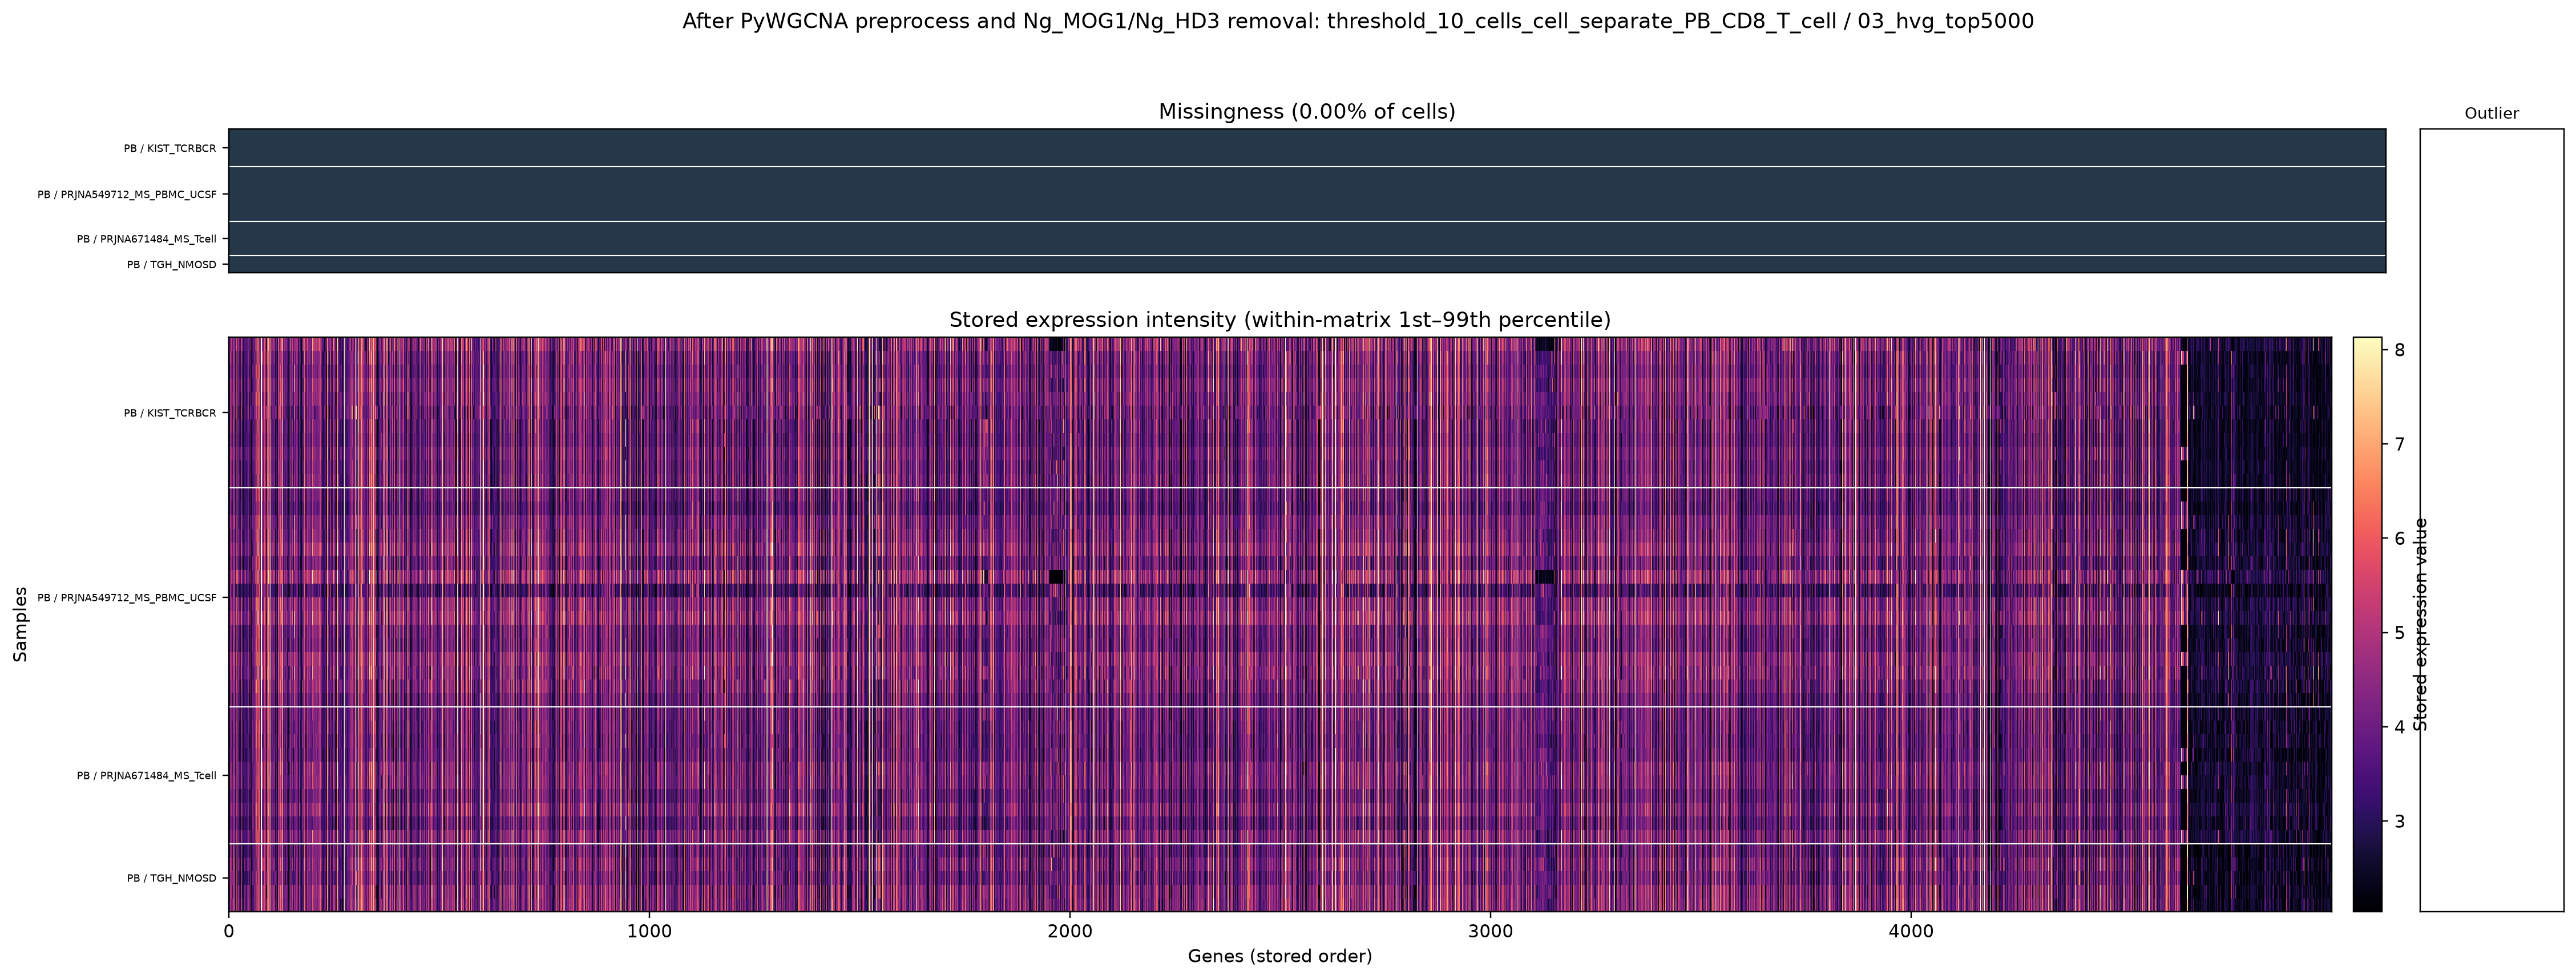 After PyWGCNA preprocess and Ng_MOG1/Ng_HD3 removal: threshold_10_cells_cell_separate_PB_CD8_T_cell / 03_hvg_top5000
Missingness (0.00% of cells)
Outlier
PB / KIST_TCRBCR
PB / PRJNA549712_MS_PBMC_UCSF
PB / PRJNA671484_MS_Tcell
PB / TGH_NMOSD
Stored expression intensity (within-matrix 1st–99th percentile)
Samples
PB / KIST_TCRBCR
PB / PRJNA549712_MS_PBMC_UCSF
PB / PRJNA671484_MS_Tcell
PB / TGH_NMOSD
8
7
6
5
4
3
Stored expression value
0
1000
2000
3000
4000
Genes (stored order)